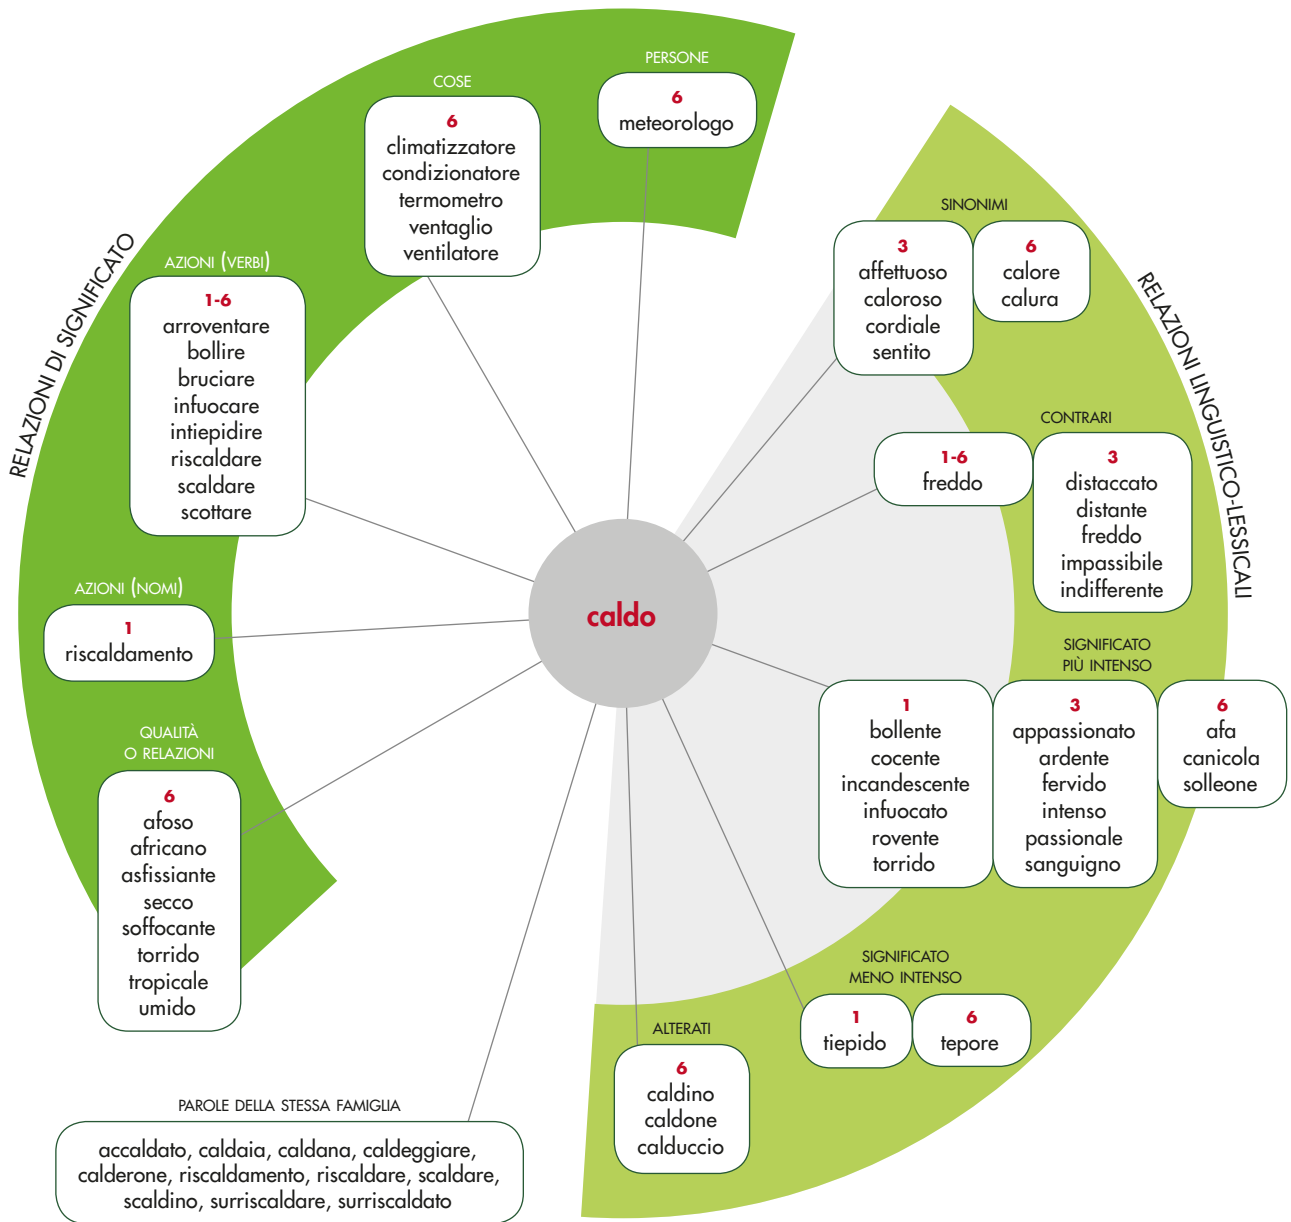 PERSONE
6
meteorologo
COSE
6
climatizzatore
condizionatore
termometro
ventaglio
ventilatore
RELAZIONI DI SIGNIFICATO
AZIONI (VERBI)
1-6
arroventare
bollire
bruciare
infuocare
intiepidire
riscaldare
scaldare
scottare
AZIONI (NOMI)
1
riscaldamento
QUALITÀ
O RELAZIONI
6
afoso
africano
asfissiante
secco
soffocante
torrido
tropicale
umido
PAROLE DELLA STESSA FAMIGLIA
accaldato, caldaia, caldana, caldeggiare,
calderone, riscaldamento, riscaldare, scaldare,
scaldino, surriscaldare, surriscaldato
caldo
RELAZIONI LINGUISTICO-LESSICALI
SINONIMI
3
affettuoso
caloroso
cordiale
sentito
6
calore
calura
CONTRARI
1-6
freddo
3
distaccato
distante
freddo
impassibile
indifferente
SIGNIFICATO
PIÙ INTENSO
1
bollente
cocente
incandescente
infuocato
rovente
torrido
3
appassionato
ardente
fervido
intenso
passionale
sanguigno
6
afa
canicola
solleone
SIGNIFICATO
MENO INTENSO
1
tiepido
6
tepore
ALTERATI
6
caldino
caldone
calduccio